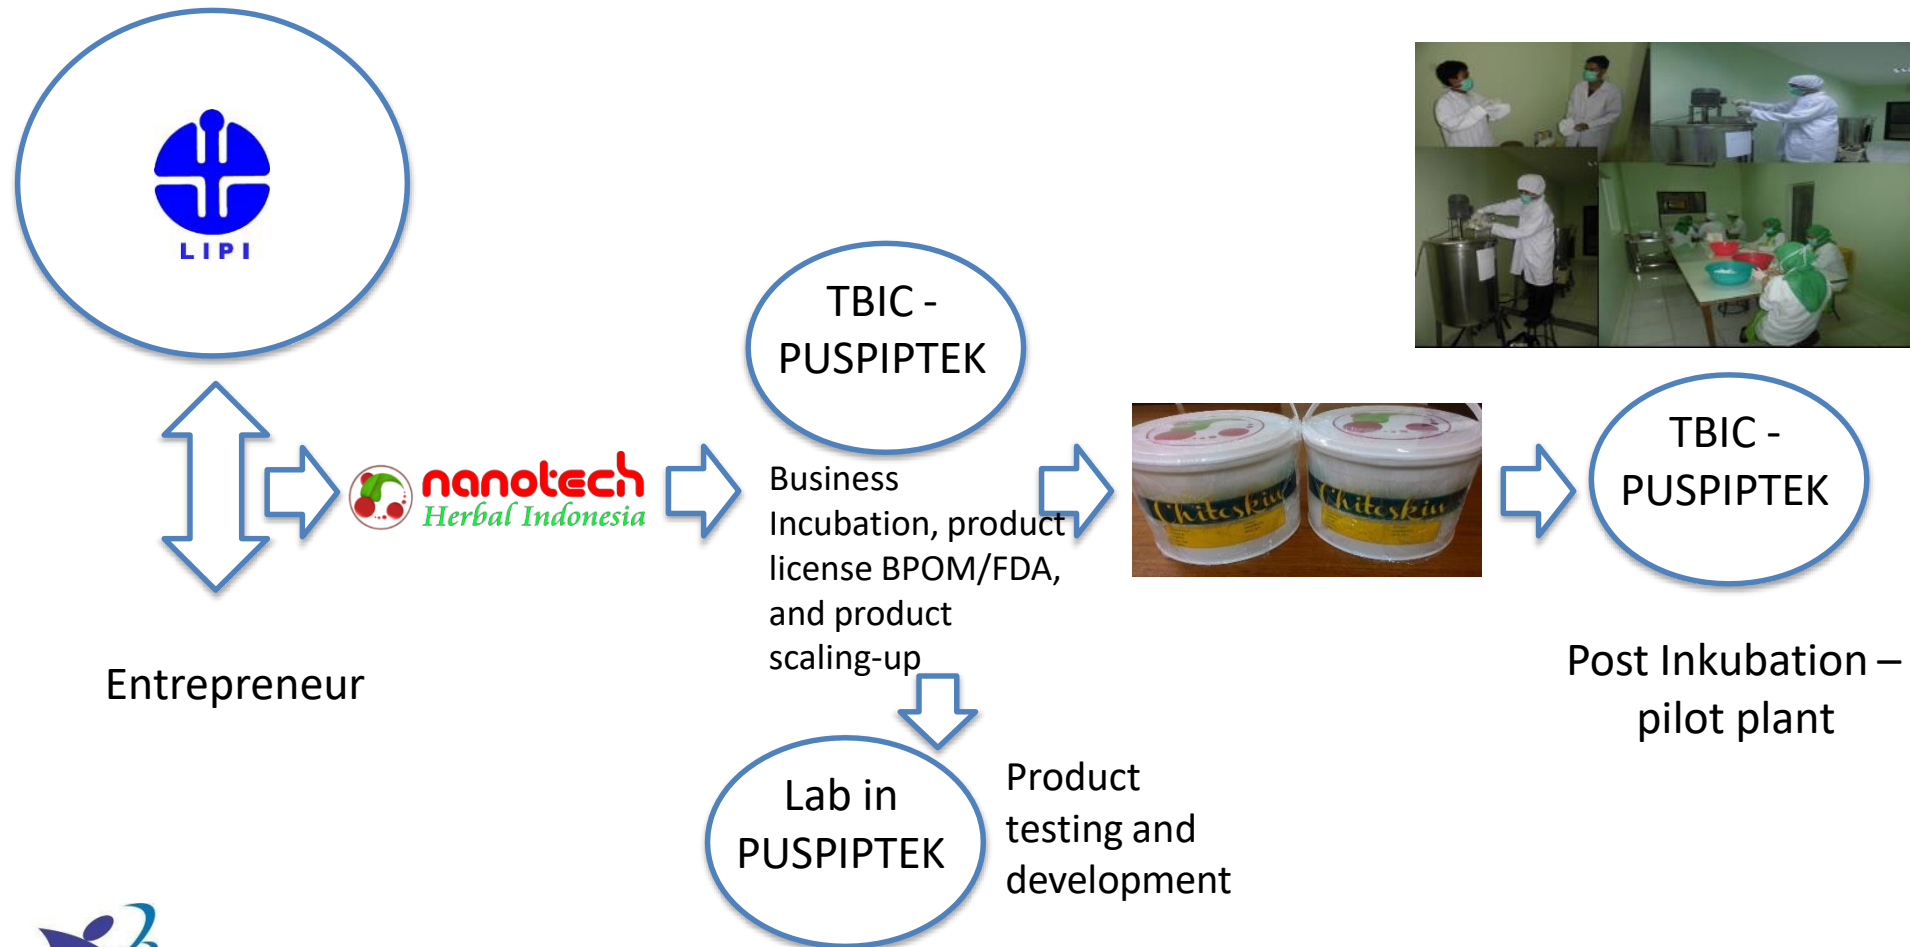 LIPI
Entrepreneur
nanotech
Herbal Indonesia
TBIC -
PUSPIPTEK
Business
Incubation, product
license BPOM/FDA,
and product
scaling-up
Lab in
PUSPIPTEK
Product
testing and
development
Chitoskin
Chitoskin
TBIC -
PUSPIPTEK
Post Inkubation –
pilot plant